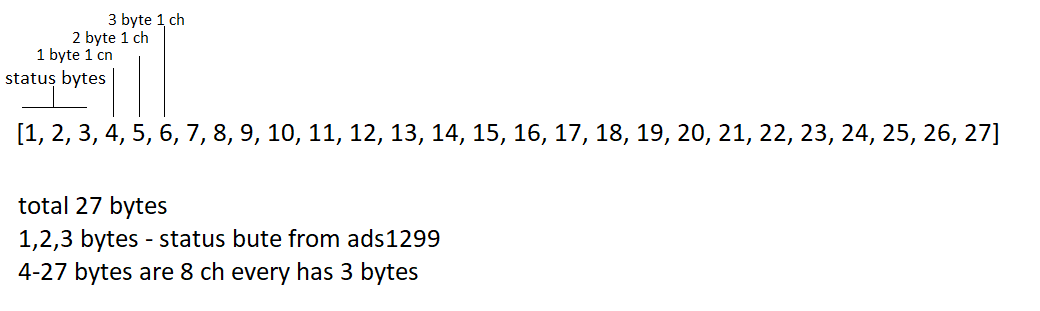 3 byte 1 ch
2 byte 1 ch
1 byte 1 cn
status bytes
[1, 2, 3, 4, 5, 6, 7, 8, 9, 10, 11, 12, 13, 14, 15, 16, 17, 18, 19, 20, 21, 22, 23, 24, 25, 26, 27]
total 27 bytes
1,2,3 bytes - status bute from ads1299
4-27 bytes are 8 ch every has 3 bytes